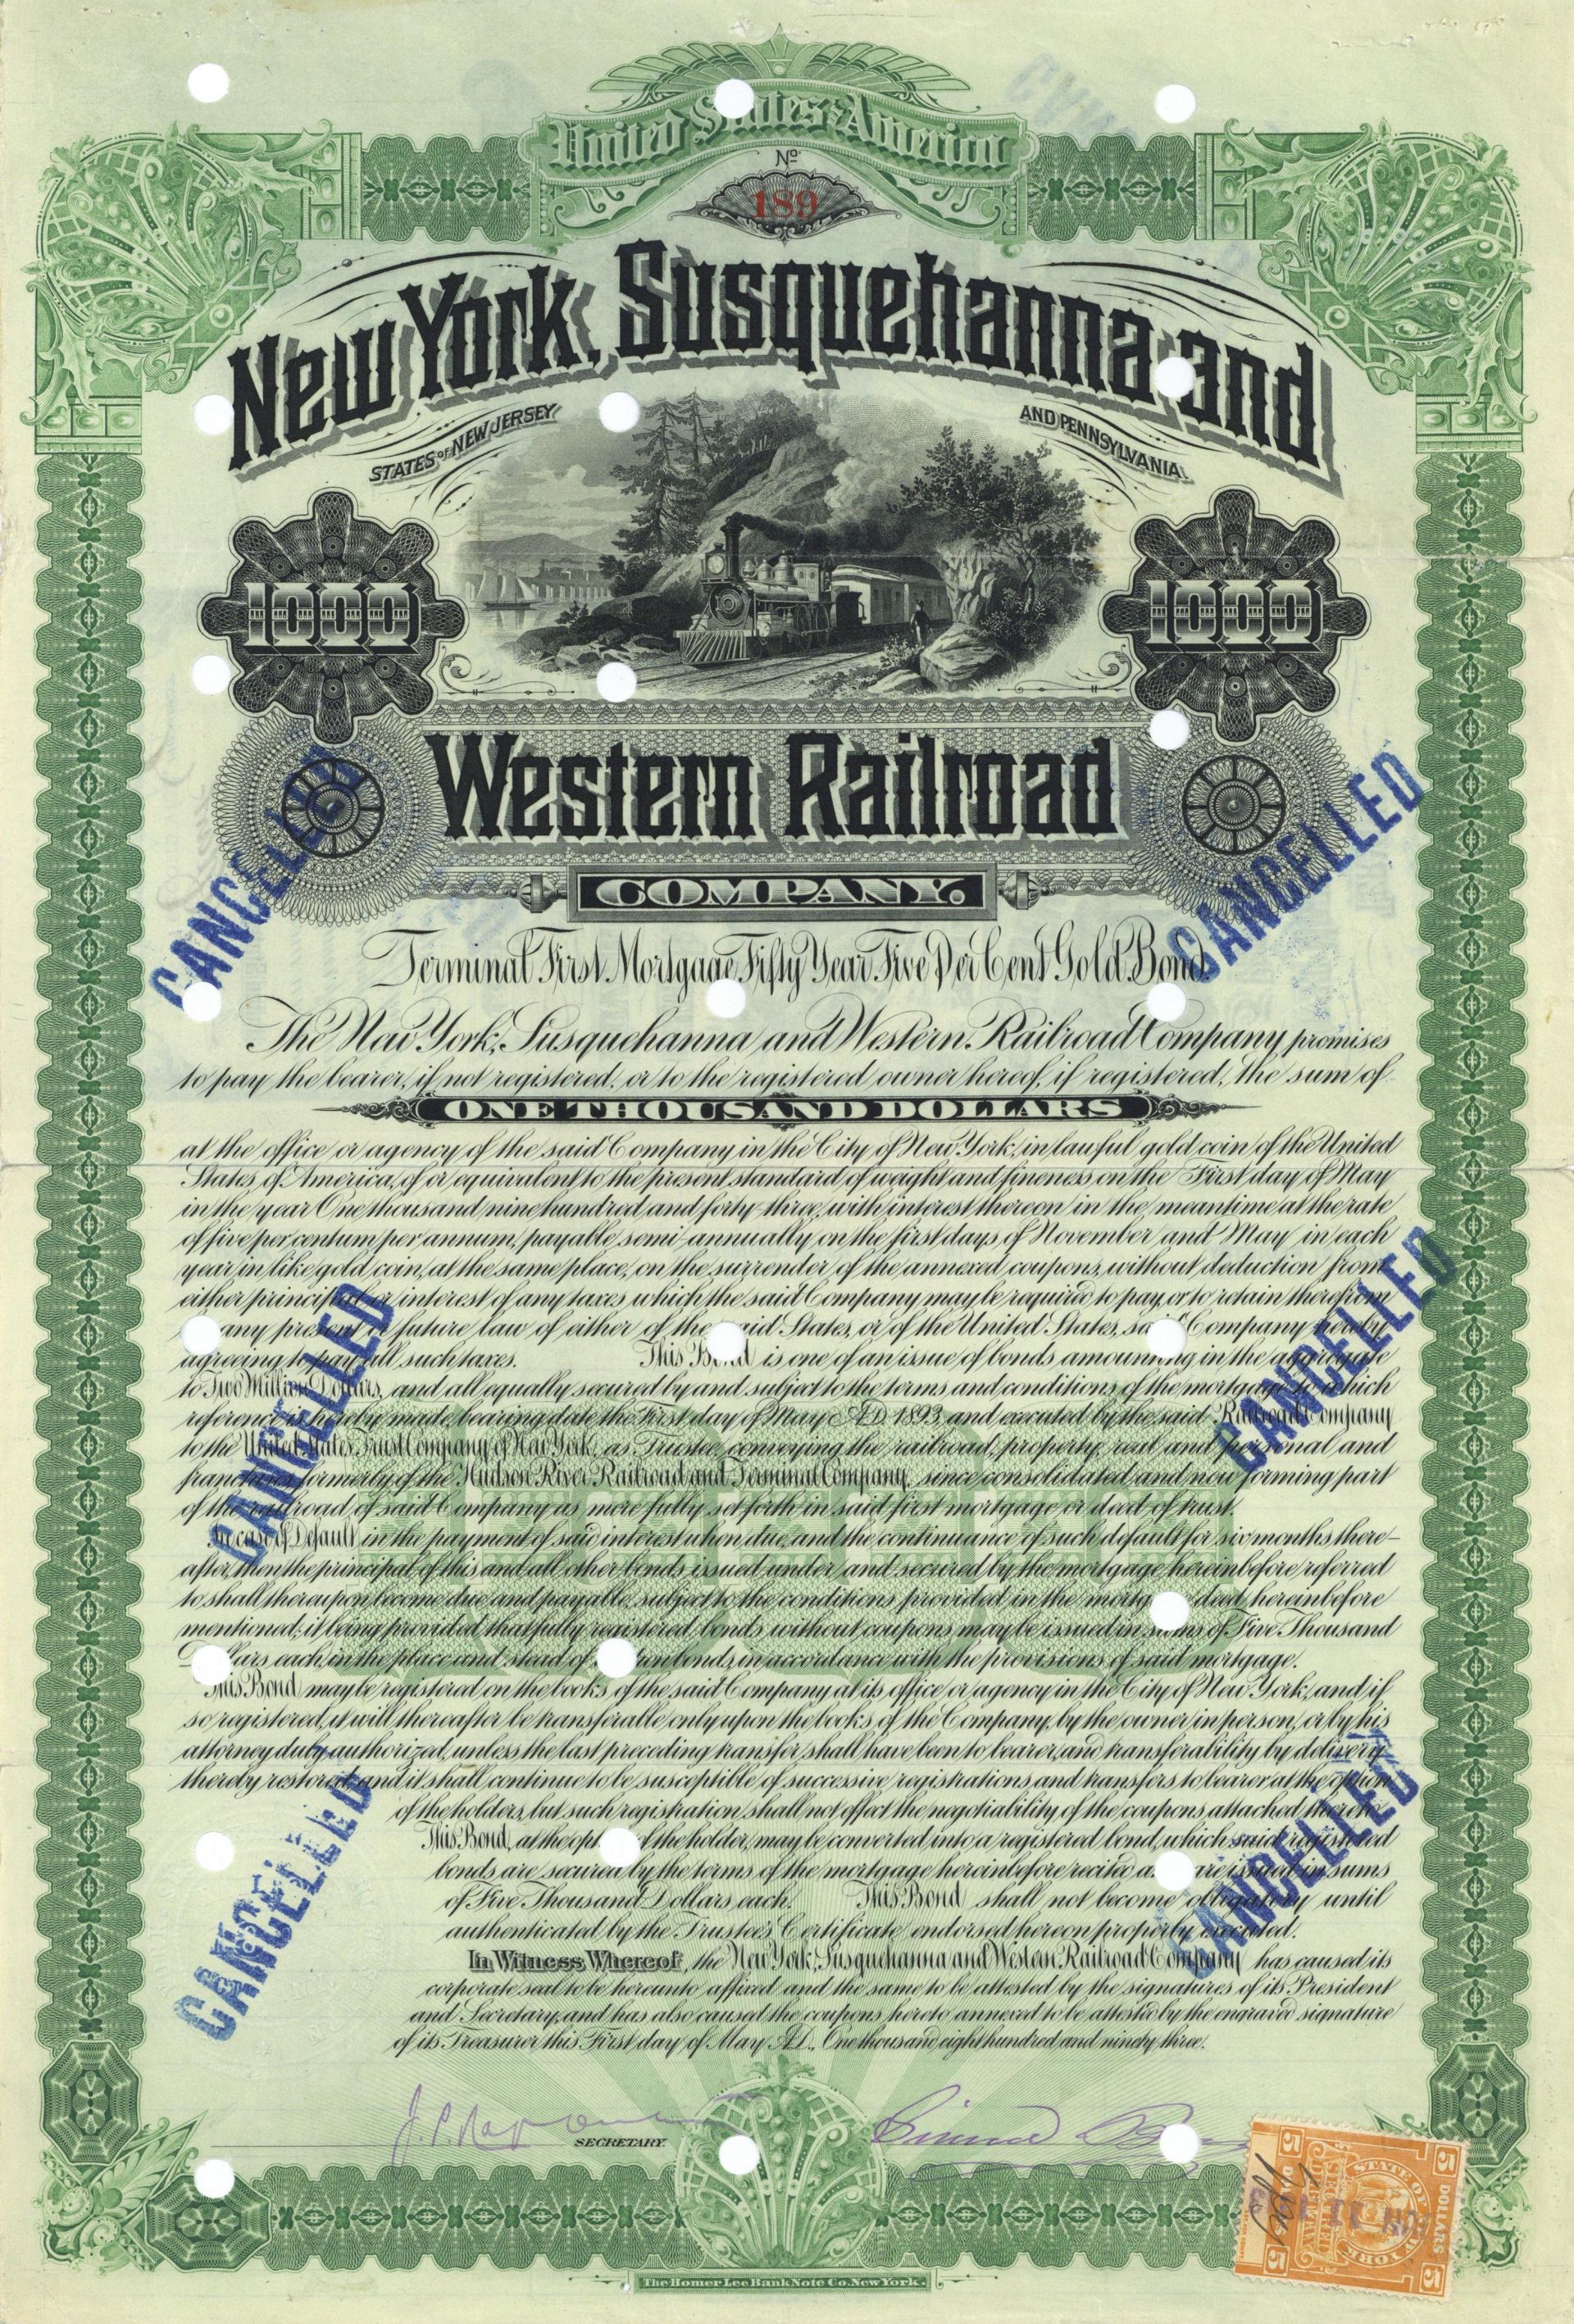 United States of America
No
189
New York, Susquehanna and
STATES OF NEW JERSEY
AND PENNSYLVANIA.
1000
1000
Western Railroad
COMPANY.
Terminal First Mortgage Fifty Year Five Per Cent Gold Bond.
The New York, Susquehanna and Western Railroad Company promises
to pay the bearer, if not registered, or to the registered owner hereof, if registered, the sum of
ONE THOUSAND DOLLARS
at the office or agency of the said Company in the City of New York, in lawful gold coin of the United
States of America, of or equivalent to the present standard of weight and fineness on the First day of May
in the year One thousand nine hundred and forty-three, with interest thereon in the meantime at the rate
of five per centum per annum, payable semi-annually on the first days of November and May in each
year in like gold coin, at the same place, on the surrender of the annexed coupons, without deduction from
either principal or interest of any taxes which the said Company may be required to pay, or to retain therefrom
any present or future law of either of the said States, or of the United States, said Company hereby
agreeing to pay all such taxes. This Bond is one of an issue of bonds amounting in the aggregate
to Two Million Dollars, and all equally secured by and subject to the terms and conditions of the mortgage to which
reference is hereby made, bearing date the First day of May A.D. 1893, and executed by the said Railroad Company
to the United States Trust Company of New York, as Trustee, conveying the railroad, property, real and personal and
franchises formerly of the Hudson River Railroad and Terminal Company, since consolidated and now forming part
of the railroad of said Company as more fully set forth in said first mortgage or deed of trust.
In case of Default in the payment of said interest when due, and the continuance of such default for six months there-
after, then the principal of this and all other bonds issued under and secured by the mortgage hereinbefore referred
to shall thereupon become due and payable, subject to the conditions provided in the mortgage deed hereinbefore
mentioned; it being provided that fully registered bonds without coupons may be issued in sums of Five Thousand
Dollars each, in the place and stead of coupon bonds, in accordance with the provisions of said mortgage.
This Bond may be registered on the books of the said Company at its office or agency in the City of New York, and if
so registered, it will thereafter be transferable only upon the books of the Company, by the owner in person, or by his
attorney duly authorized, unless the last preceding transfer shall have been to bearer, and transferability by delivery
thereby restored, and it shall continue to be susceptible of successive registrations and transfers to bearer at the option
of the holders, but such registration shall not affect the negotiability of the coupons attached thereto.
This Bond, at the option of the holder, may be converted into a registered bond, which said registered
bonds are secured by the terms of the mortgage hereinbefore recited and are issued in sums
of Five Thousand Dollars each. This Bond shall not become obligatory until
authenticated by the Trustee's Certificate endorsed hereon properly executed.
In Witness Whereof, the New York, Susquehanna and Western Railroad Company has caused its
corporate seal to be hereunto affixed and the same to be attested by the signatures of its President
and Secretary, and has also caused the coupons hereto annexed to be attested by the engraved signature
of its Treasurer this First day of May A.D., One thousand eight hundred and ninety three.
SECRETARY.
The Homer Lee Bank Note Co. New York.
CANCELLED
CANCELLED
CANCELLED
CANCELLED
CANCELLED
CANCELLED
5 DOLLARS 5
STATE OF NEW YORK
SECURED
5 5